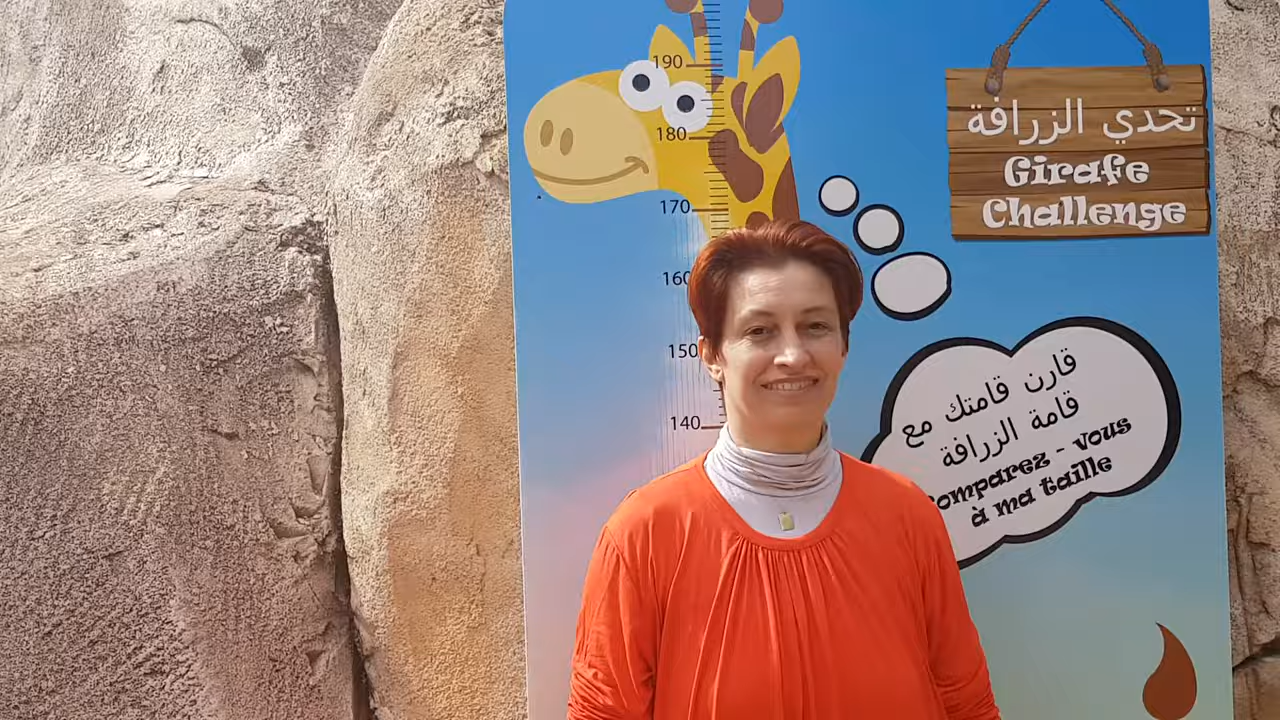 190
180
170
160
150
140
تحدي الزرافة
Girafe
Challenge
قارن قامتك مع
قامة الزرافة
comparez - vous
à ma taille